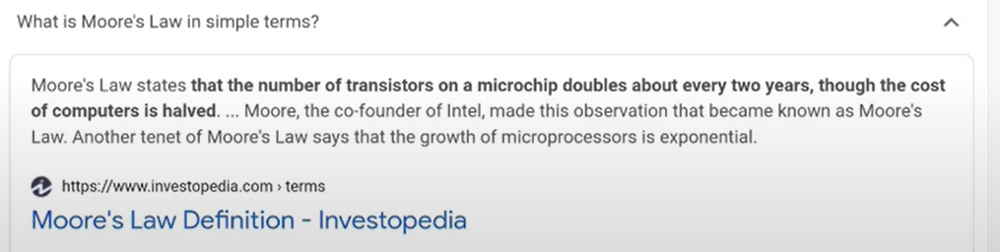 What is Moore's Law in simple terms?
Moore's Law states that the number of transistors on a microchip doubles about every two years, though the cost
of computers is halved. ... Moore, the co-founder of Intel, made this observation that became known as Moore's
Law. Another tenet of Moore's Law says that the growth of microprocessors is exponential.
https://www.investopedia.com › terms
Moore's Law Definition - Investopedia